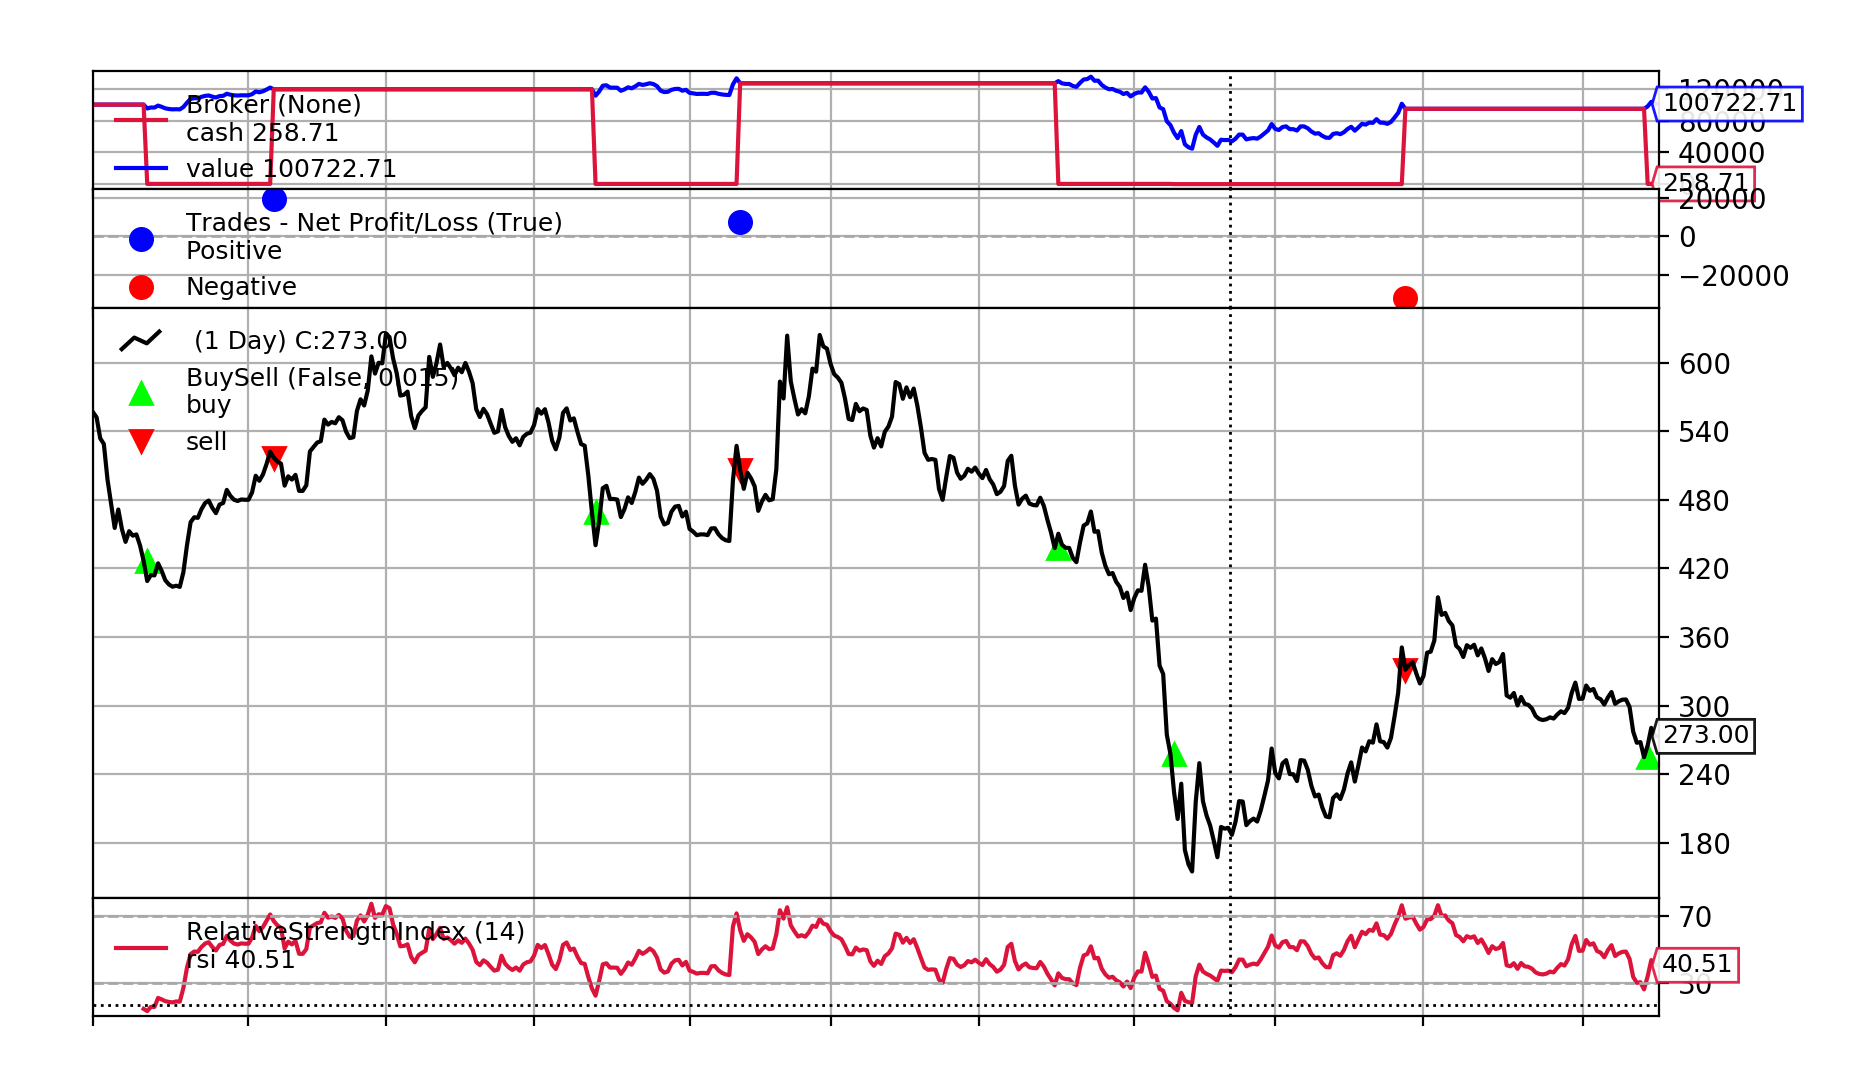 Broker (None)
cash 258.71
value 100722.71
120000
100722.71
80000
40000
258.71
Trades - Net Profit/Loss (True)
Positive
Negative
20000
0
−20000
(1 Day) C:273.00
BuySell (False, 0.015)
buy
sell
600
540
480
420
360
300
273.00
240
180
RelativeStrengthIndex (14)
rsi 40.51
70
40.51
30